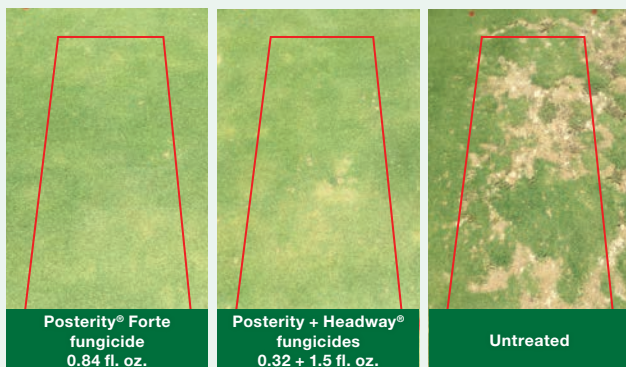 Posterity® Forte
fungicide
0.84 fl. oz.
Posterity + Headway®
fungicides
0.32 + 1.5 fl. oz.
Untreated